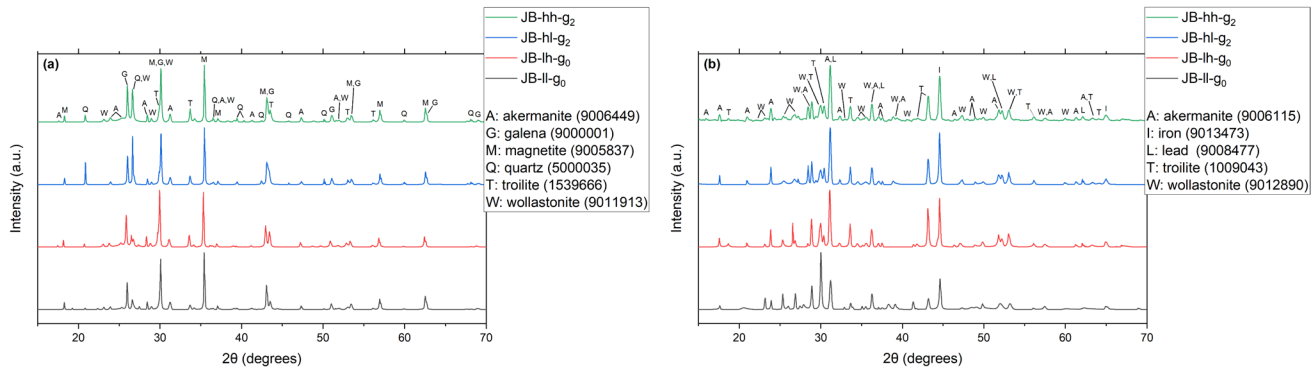 (a)
A M Q W A G Q,W A W M,G,W A T M Q,A,W M Q A Q M,G T Q A Q G A,W T M,G Q M Q M G Q G
JB-hh-g2
JB-hl-g2
JB-lh-g0
JB-ll-g0
A: akermanite (9006449)
G: galena (9000001)
M: magnetite (9005837)
Q: quartz (5000035)
T: troilite (1539666)
W: wollastonite (9011913)
Intensity (a.u.)
20 30 40 50 60 70
2θ (degrees)
(b)
A A T A W A W W,A W,T T A,L W A T W W,A,L A W,A W T I A W A W A W,L W,T T W,A W A L A,T T I
JB-hh-g2
JB-hl-g2
JB-lh-g0
JB-ll-g0
A: akermanite (9006115)
I: iron (9013473)
L: lead (9008477)
T: troilite (1009043)
W: wollastonite (9012890)
Intensity (a.u.)
20 30 40 50 60 70
2θ (degrees)